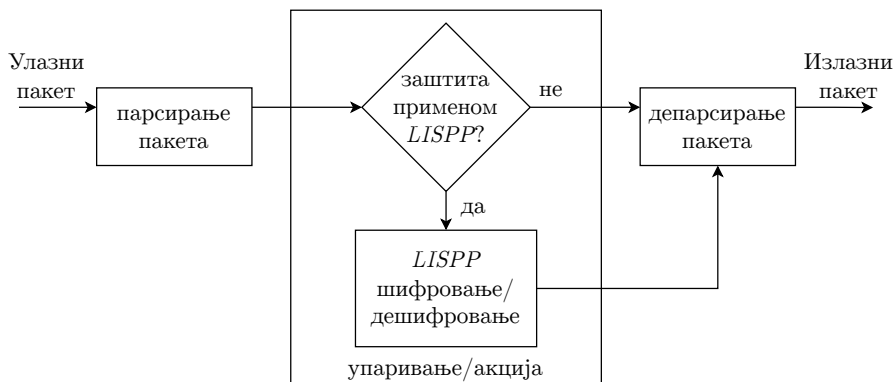 Улазни
пакет
парсирање
пакета
заштита
применом
LISPP?
не
да
LISPP
шифровање/
дешифровање
упаривање/акција
депарсирање
пакета
Излазни
пакет